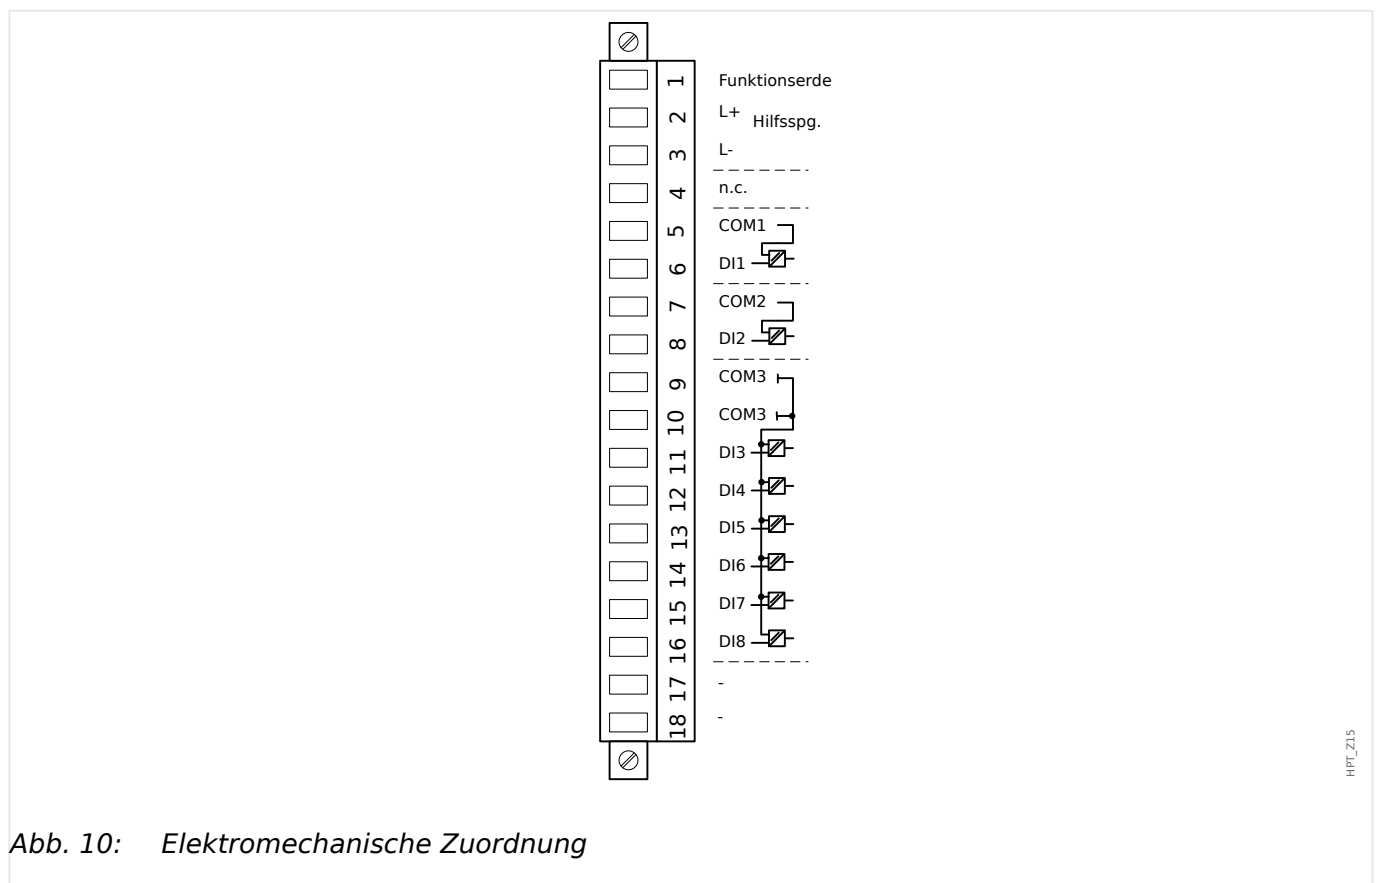 1 Funktionserde
2 L+ Hilfsspg.
3 L-
4 n.c.
5 COM1
6 DI1
7 COM2
8 DI2
9 COM3
10 COM3
11 DI3
12 DI4
13 DI5
14 DI6
15 DI7
16 DI8
17 -
18 -
HPT_Z15
Abb. 10: Elektromechanische Zuordnung